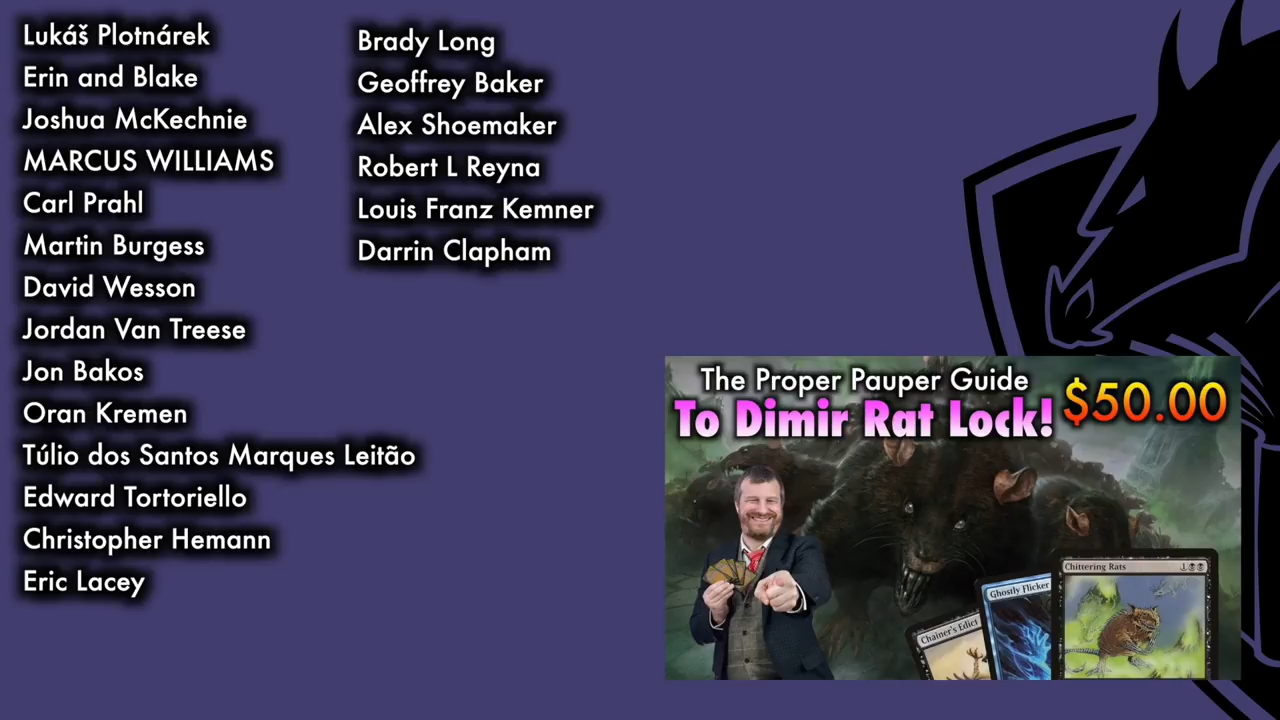 Lukáš Plotnárek
Erin and Blake
Joshua McKechnie
MARCUS WILLIAMS
Carl Prahl
Martin Burgess
David Wesson
Jordan Van Treese
Jon Bakos
Oran Kremen
Túlio dos Santos Marques Leitão
Edward Tortoriello
Christopher Hemann
Eric Lacey
Brady Long
Geoffrey Baker
Alex Shoemaker
Robert L Reyna
Louis Franz Kemner
Darrin Clapham
The Proper Pauper Guide
To Dimir Rat Lock!
$50.00
Chainer's Edict
Ghostly Flicker
Chittering Rats 1